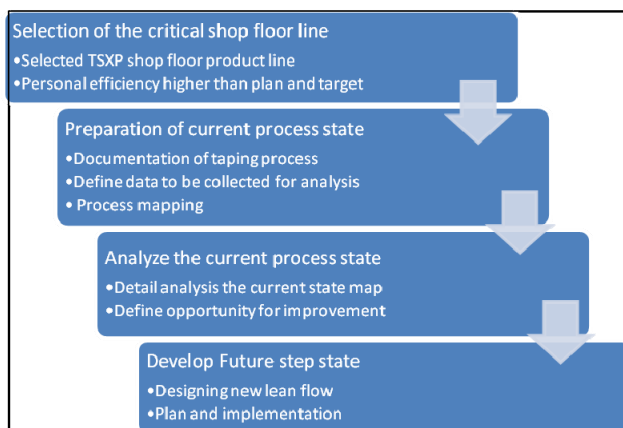 Selection of the critical shop floor line
•Selected TSXP shop floor product line
•Personal efficiency higher than plan and target
Preparation of current process state
•Documentation of taping process
•Define data to be collected for analysis
• Process mapping
Analyze the current process state
•Detail analysis the current state map
•Define opportunity for improvement
Develop Future step state
•Designing new lean flow
•Plan and implementation